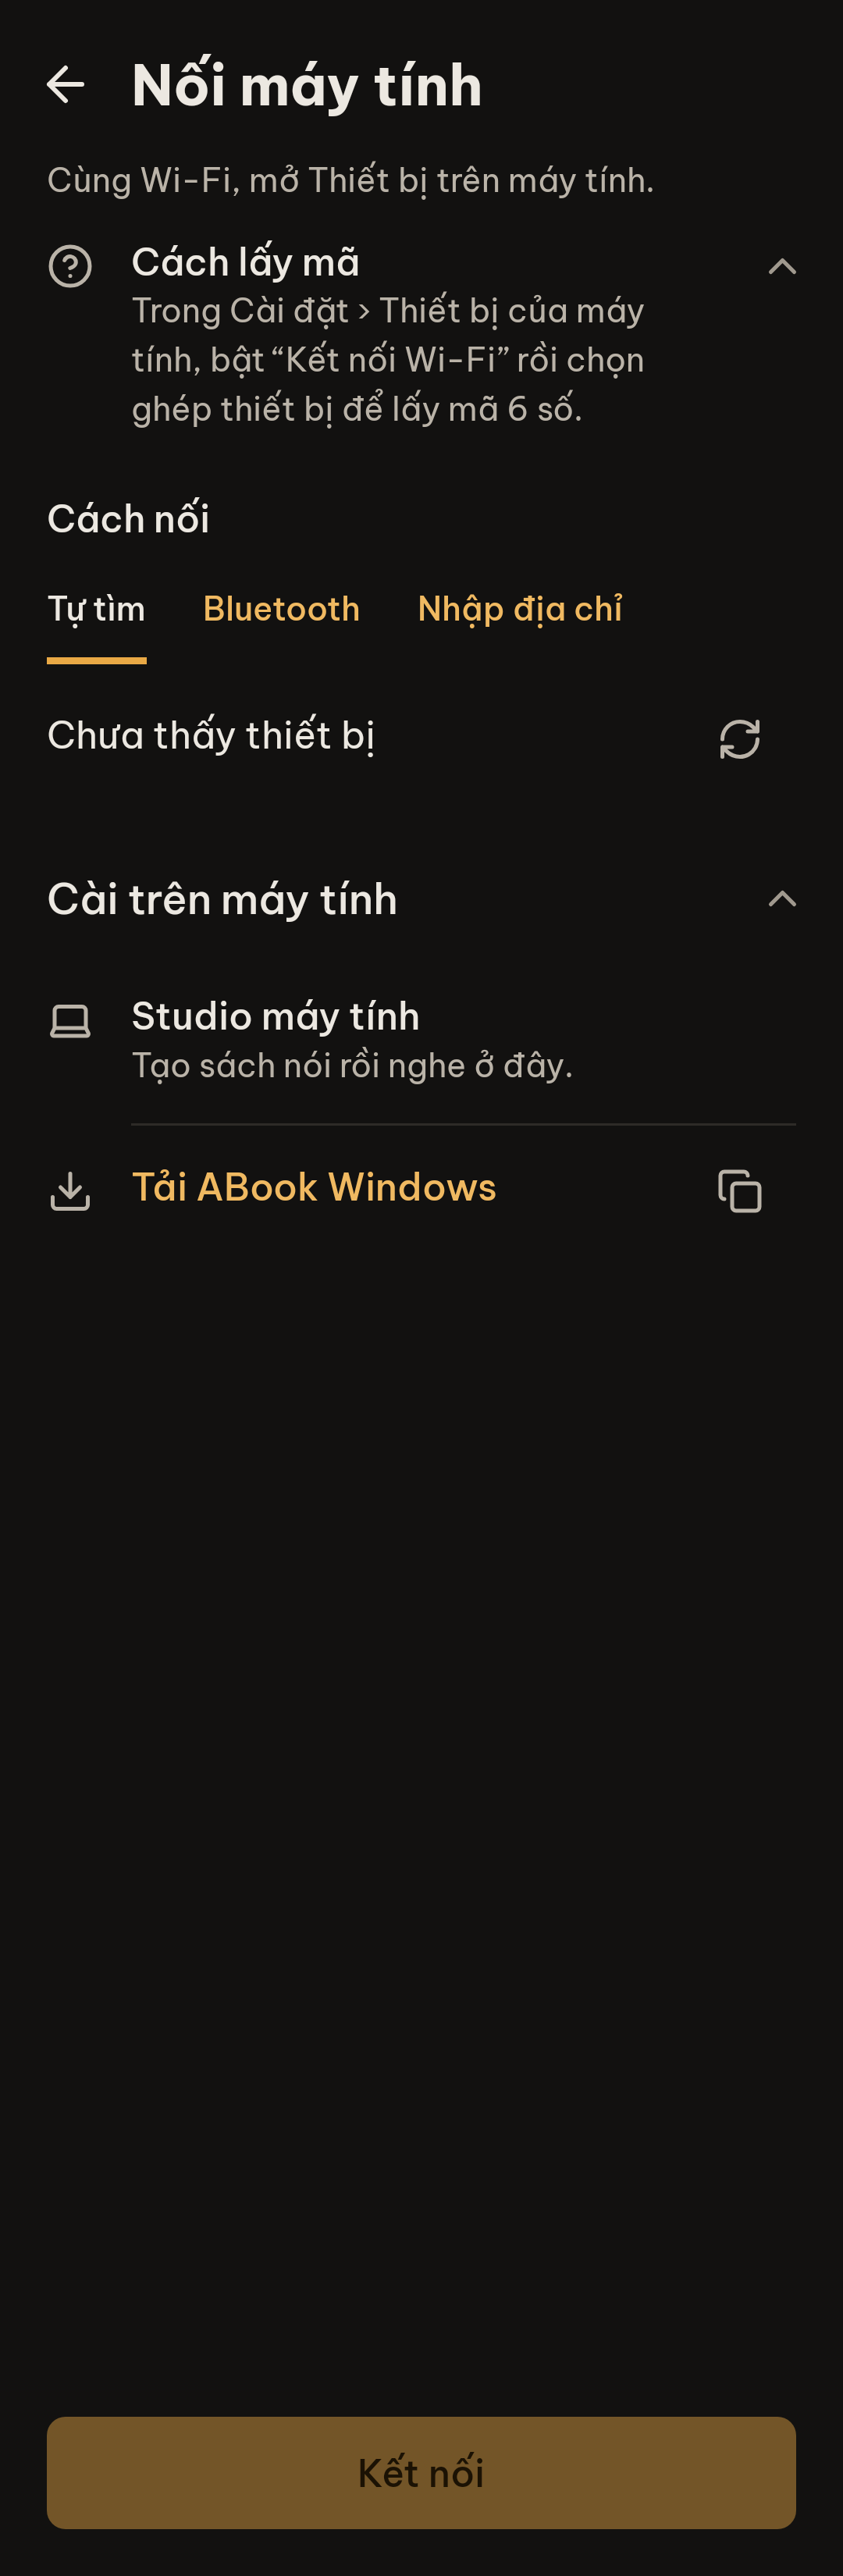 Nối máy tính
Cùng Wi-Fi, mở Thiết bị trên máy tính.
Cách lấy mã
Trong Cài đặt > Thiết bị của máy
tính, bật “Kết nối Wi-Fi” rồi chọn
ghép thiết bị để lấy mã 6 số.
Cách nối
Tự tìm Bluetooth Nhập địa chỉ
Chưa thấy thiết bị
Cài trên máy tính
Studio máy tính
Tạo sách nói rồi nghe ở đây.
Tải ABook Windows
Kết nối